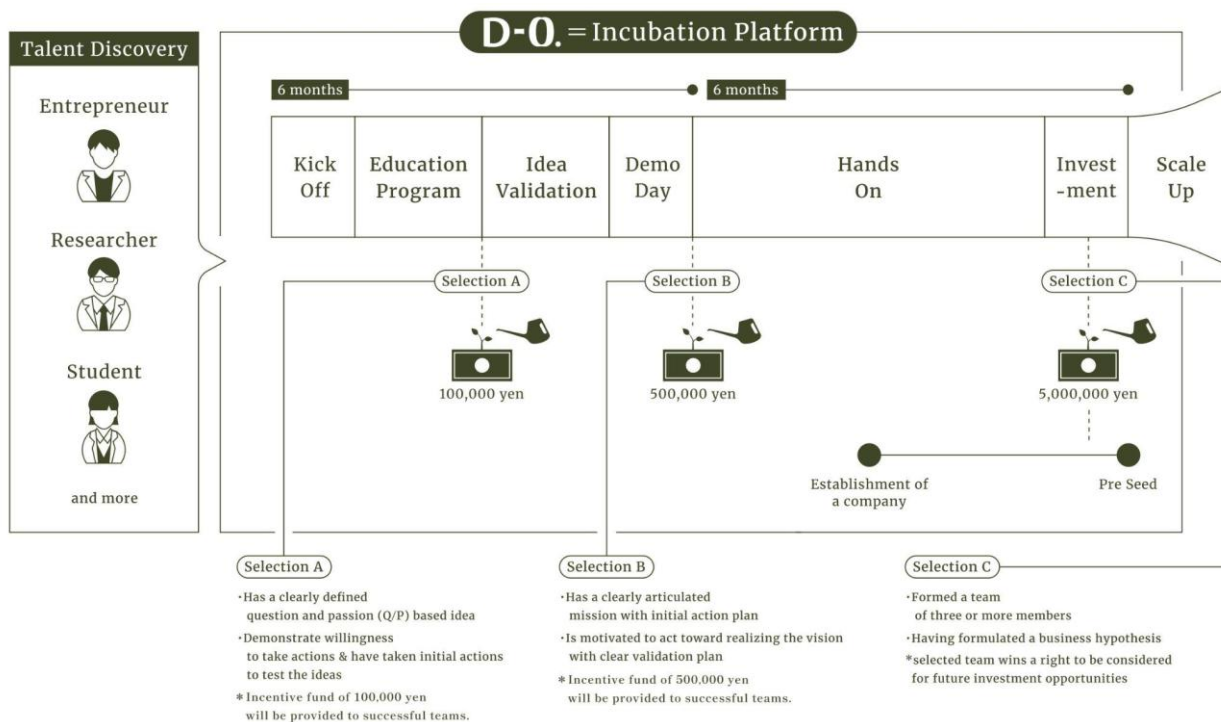 D-O. = Incubation Platform
Talent Discovery
Entrepreneur
Researcher
Student
and more
6 months
6 months
Kick
Off
Education
Program
Idea
Validation
Demo
Day
Hands
On
Invest
-ment
Scale
Up
Selection A
Selection B
Selection C
100,000 yen
500,000 yen
5,000,000 yen
Establishment of
a company
Pre Seed
Selection A
・Has a clearly defined
question and passion (Q/P) based idea
・Demonstrate willingness
to take actions & have taken initial actions
to test the ideas
* Incentive fund of 100,000 yen
will be provided to successful teams.
Selection B
・Has a clearly articulated
mission with initial action plan
・Is motivated to act toward realizing the vision
with clear validation plan
* Incentive fund of 500,000 yen
will be provided to successful teams.
Selection C
・Formed a team
of three or more members
・Having formulated a business hypothesis
*selected team wins a right to be considered
for future investment opportunities